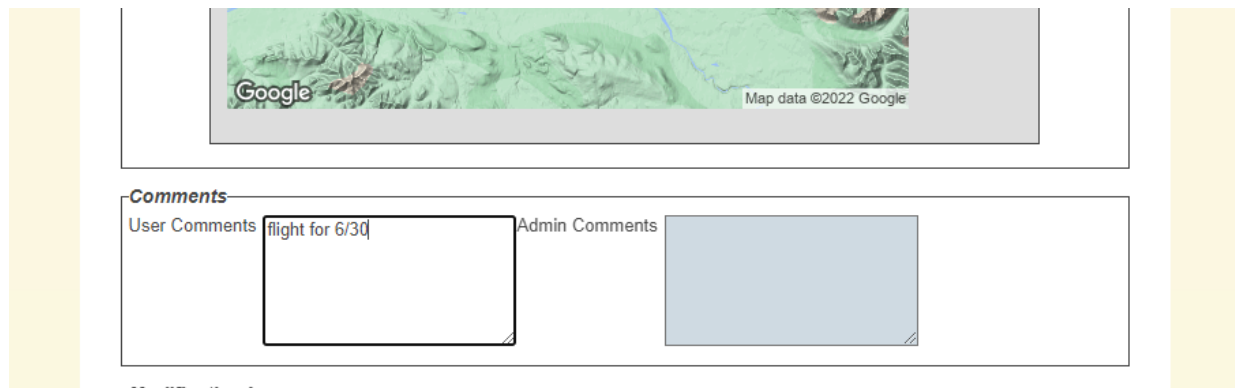 Google
Map data ©2022 Google
Comments
User Comments
flight for 6/30
Admin Comments